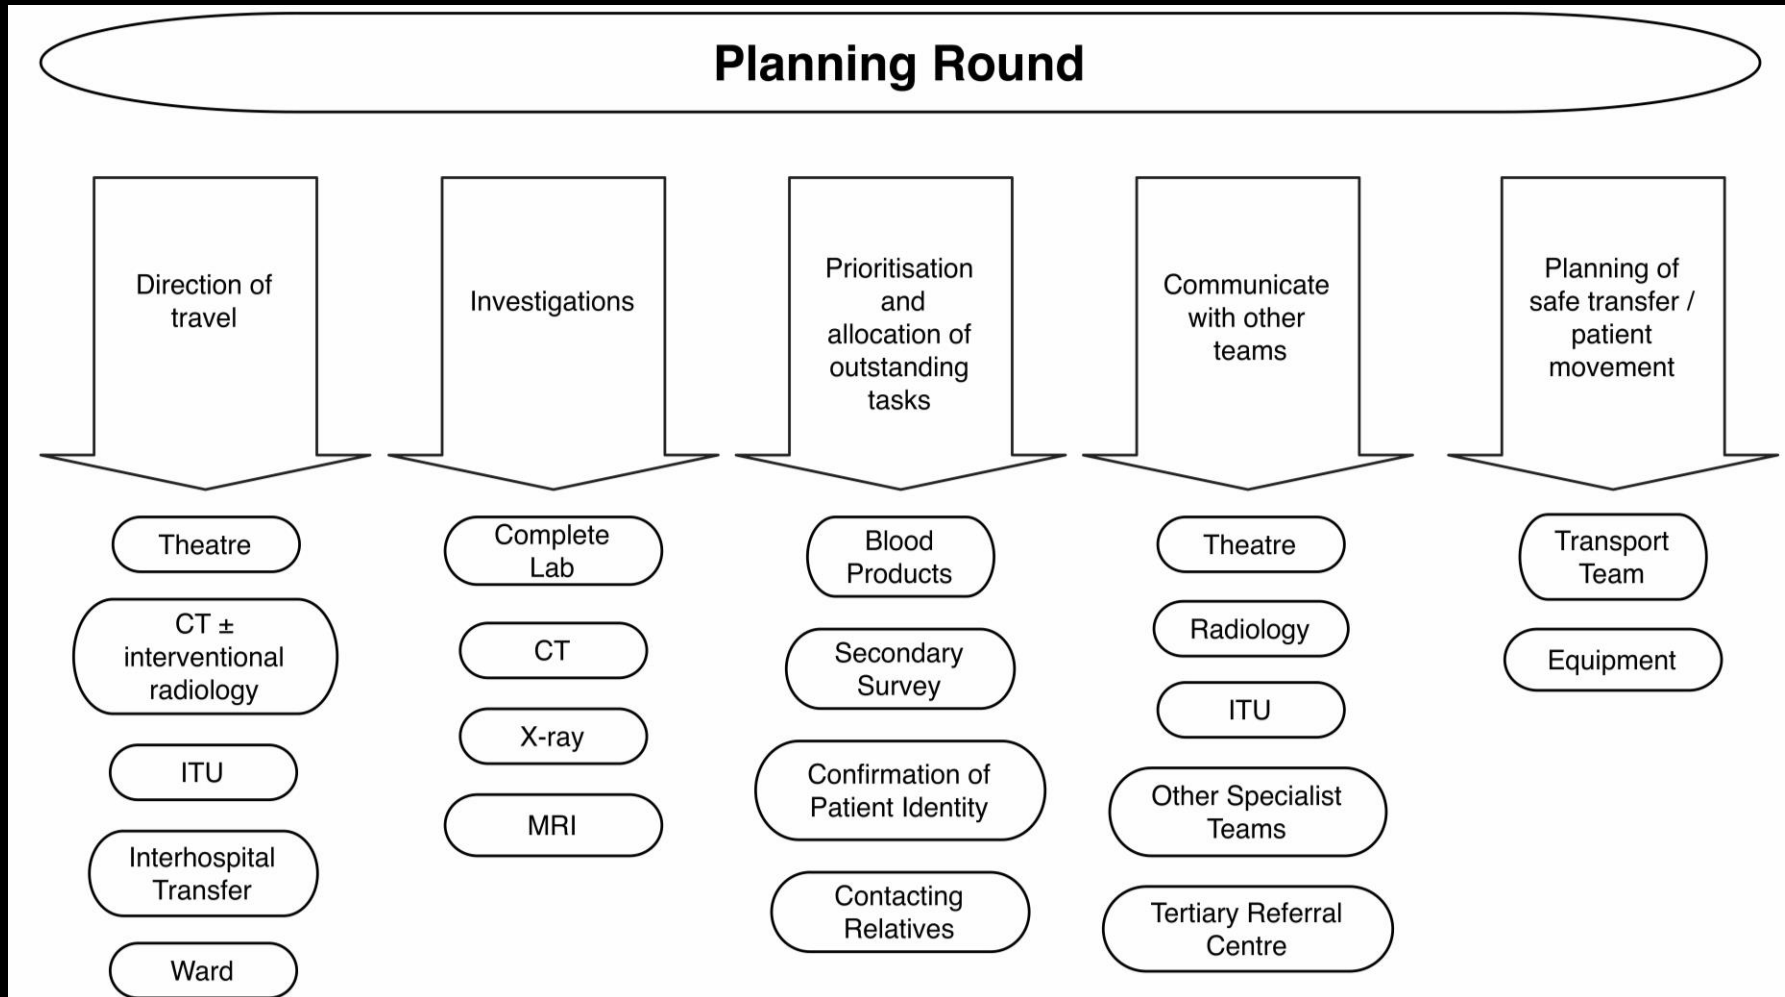 Planning Round
Direction of
travel
Theatre
CT ±
interventional
radiology
ITU
Interhospital
Transfer
Ward
Investigations
Complete
Lab
CT
X-ray
MRI
Prioritisation
and
allocation of
outstanding
tasks
Blood
Products
Secondary
Survey
Confirmation of
Patient Identity
Contacting
Relatives
Communicate
with other
teams
Theatre
Radiology
ITU
Other Specialist
Teams
Tertiary Referral
Centre
Planning of
safe transfer /
patient
movement
Transport
Team
Equipment